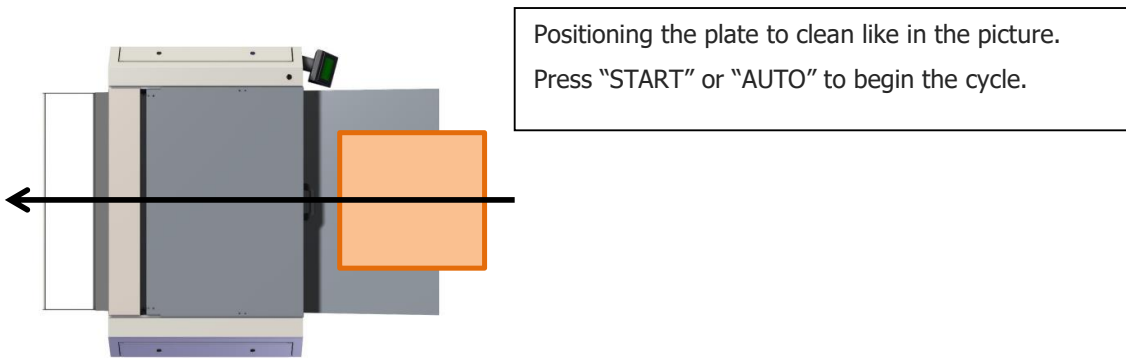 Positioning the plate to clean like in the picture.
Press “START” or “AUTO” to begin the cycle.